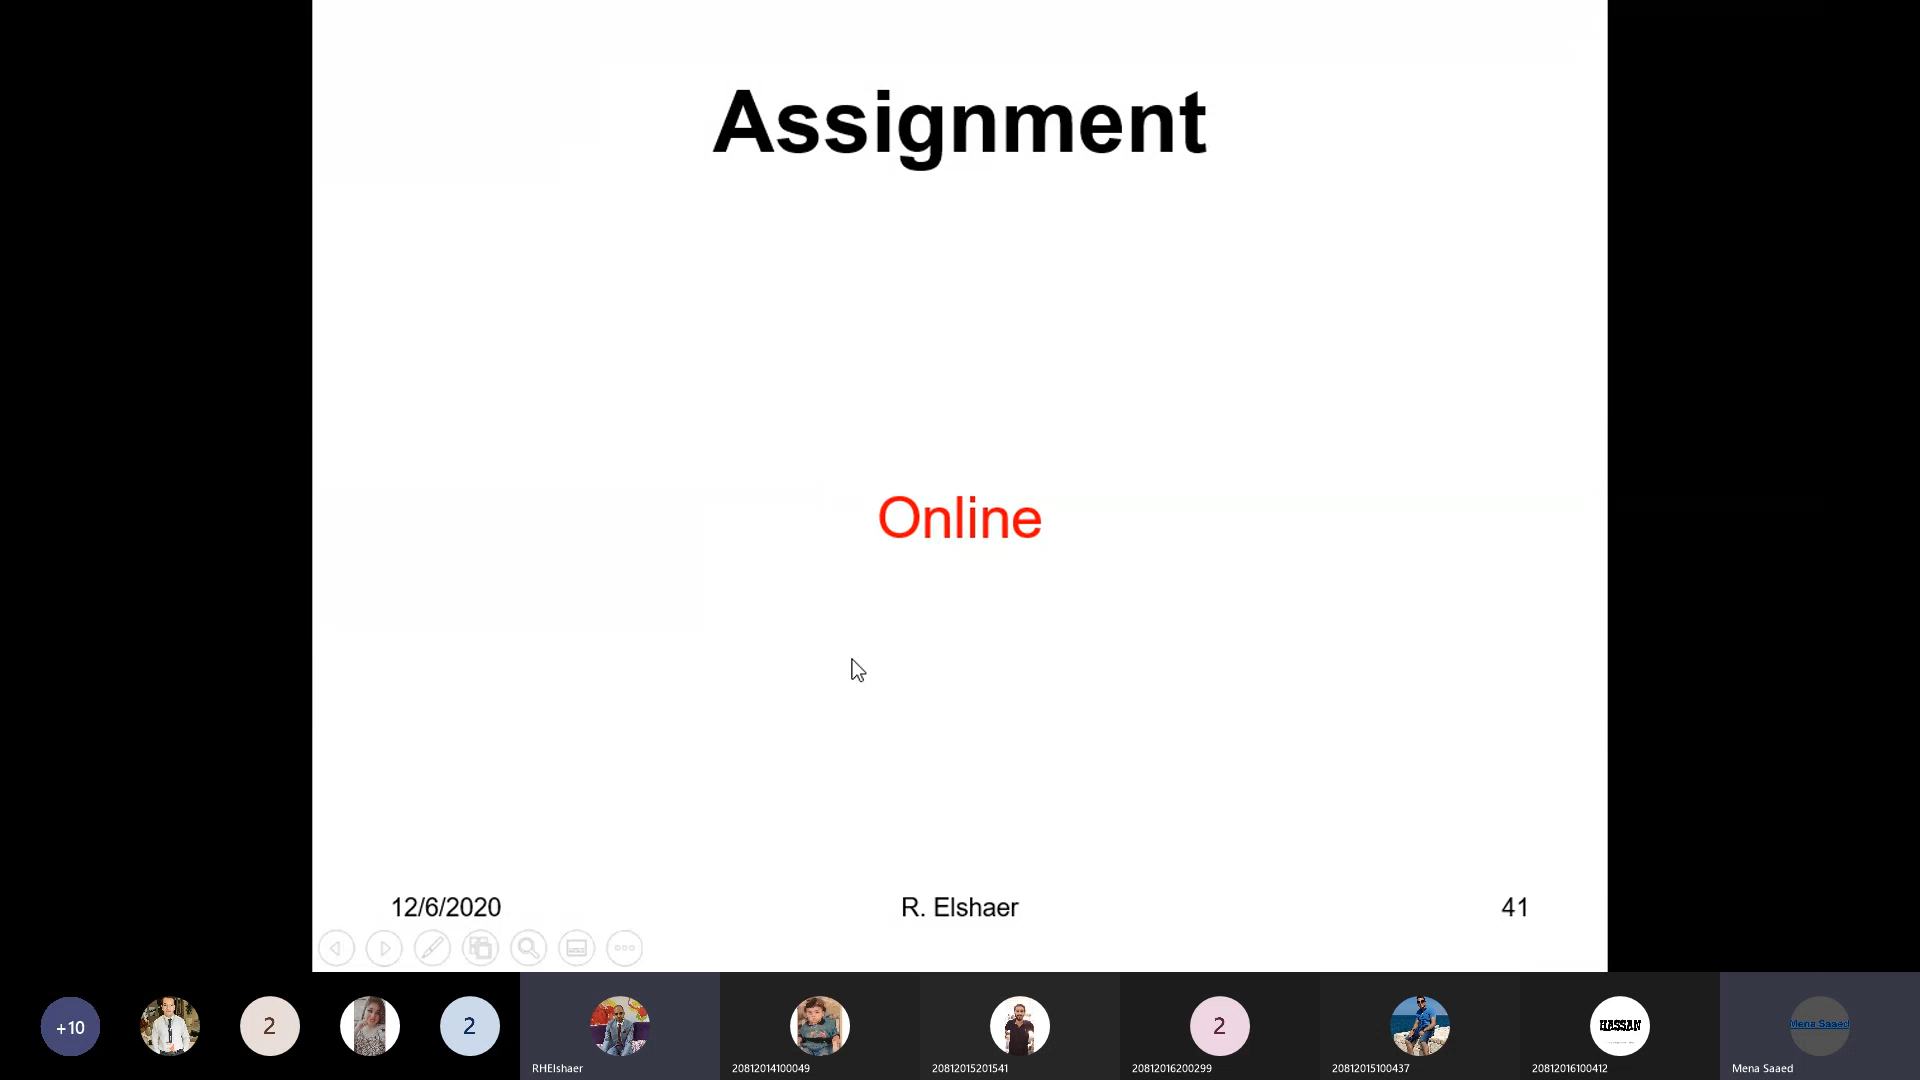 Assignment
Online
12/6/2020
R. Elshaer
41
+10
2
2
2
HASSAN
Mena Saaed
RHElshaer
20812014100049
20812015201541
20812016200299
20812015100437
20812016100412
Mena Saaed